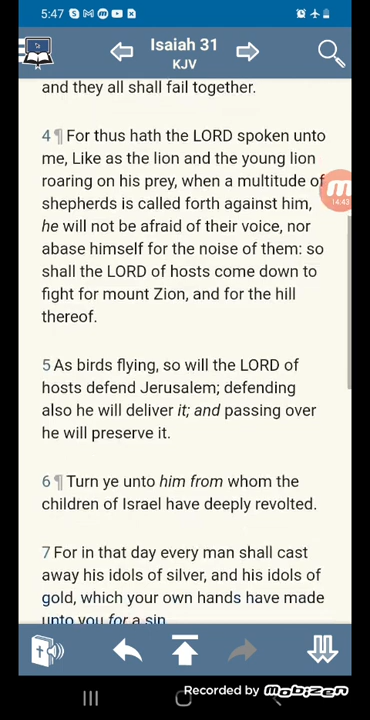 5:47
Isaiah 31
KJV
and they all shall fail together.
4 ¶ For thus hath the LORD spoken unto
me, Like as the lion and the young lion
roaring on his prey, when a multitude of
shepherds is called forth against him,
he will not be afraid of their voice, nor
abase himself for the noise of them: so
shall the LORD of hosts come down to
fight for mount Zion, and for the hill
thereof.
14:43
5 As birds flying, so will the LORD of
hosts defend Jerusalem; defending
also he will deliver it; and passing over
he will preserve it.
6 ¶ Turn ye unto him from whom the
children of Israel have deeply revolted.
7 For in that day every man shall cast
away his idols of silver, and his idols of
gold, which your own hands have made
unto you for a sin
Recorded by mobizen